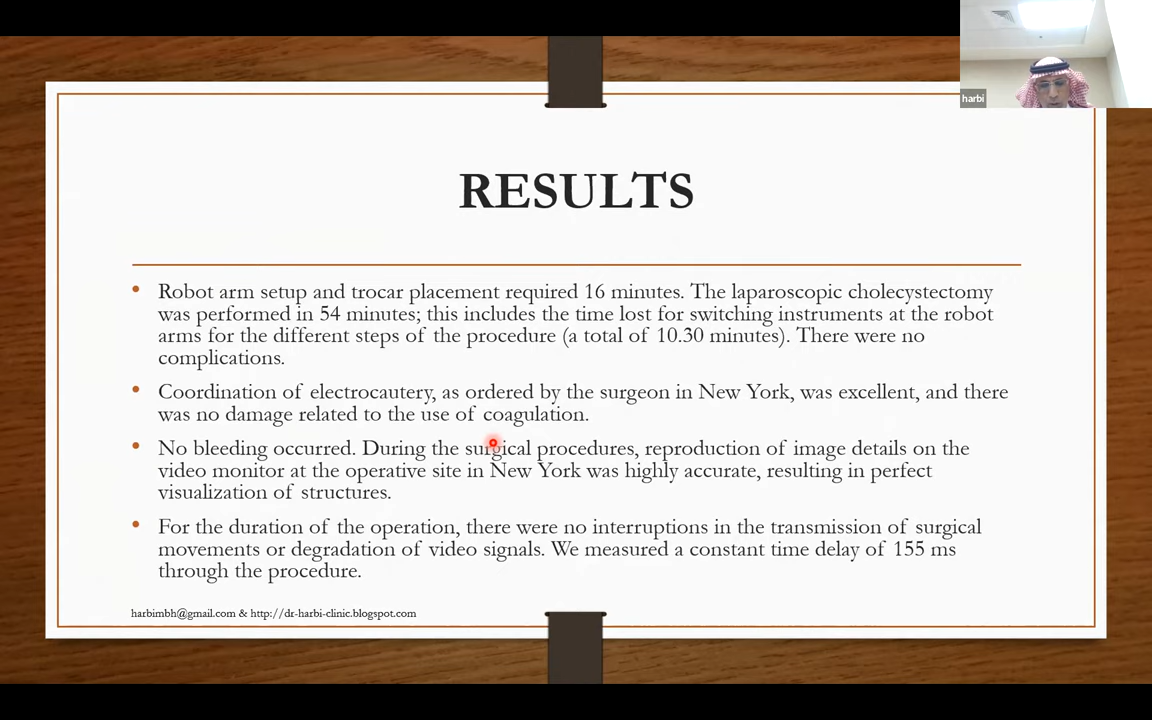 harbi
RESULTS
• Robot arm setup and trocar placement required 16 minutes. The laparoscopic cholecystectomy
was performed in 54 minutes; this includes the time lost for switching instruments at the robot
arms for the different steps of the procedure (a total of 10.30 minutes). There were no
complications.
• Coordination of electrocautery, as ordered by the surgeon in New York, was excellent, and there
was no damage related to the use of coagulation.
• No bleeding occurred. During the surgical procedures, reproduction of image details on the
video monitor at the operative site in New York was highly accurate, resulting in perfect
visualization of structures.
• For the duration of the operation, there were no interruptions in the transmission of surgical
movements or degradation of video signals. We measured a constant time delay of 155 ms
through the procedure.
harbimbh@gmail.com & http://dr-harbi-clinic.blogspot.com